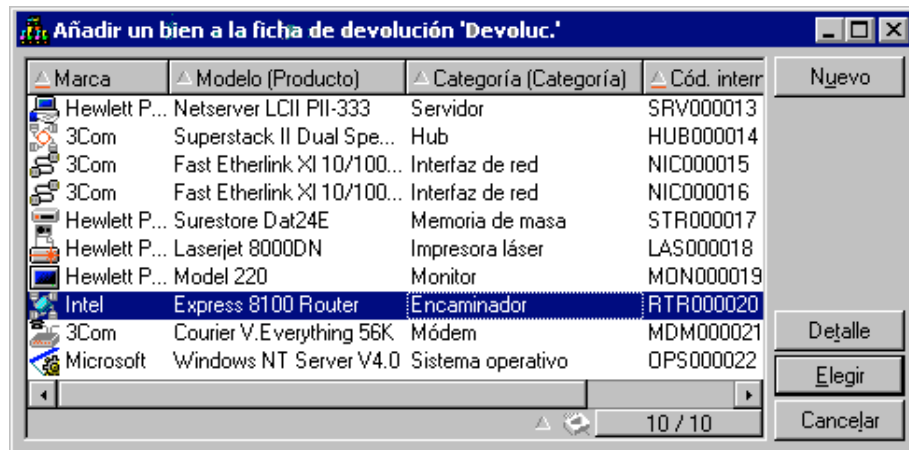 Añadir un bien a la ficha de devolución 'Devoluc.'
Marca Modelo (Producto) Categoría (Categoría) Cód. intern
Nuevo
Hewlett P... Netserver LCII PII-333 Servidor SRV000013
3Com Superstack II Dual Spe... Hub HUB000014
3Com Fast Etherlink XI 10/100... Interfaz de red NIC000015
3Com Fast Etherlink XI 10/100... Interfaz de red NIC000016
Hewlett P... Surestore Dat24E Memoria de masa STR000017
Hewlett P... Laserjet 8000DN Impresora láser LAS000018
Hewlett P... Model 220 Monitor MON000019
Intel Express 8100 Router Encaminador RTR000020
3Com Courier V.Everything 56K Módem MDM000021
Microsoft Windows NT Server V4.0 Sistema operativo OPS000022
Detalle
Elegir
Cancelar
10 / 10